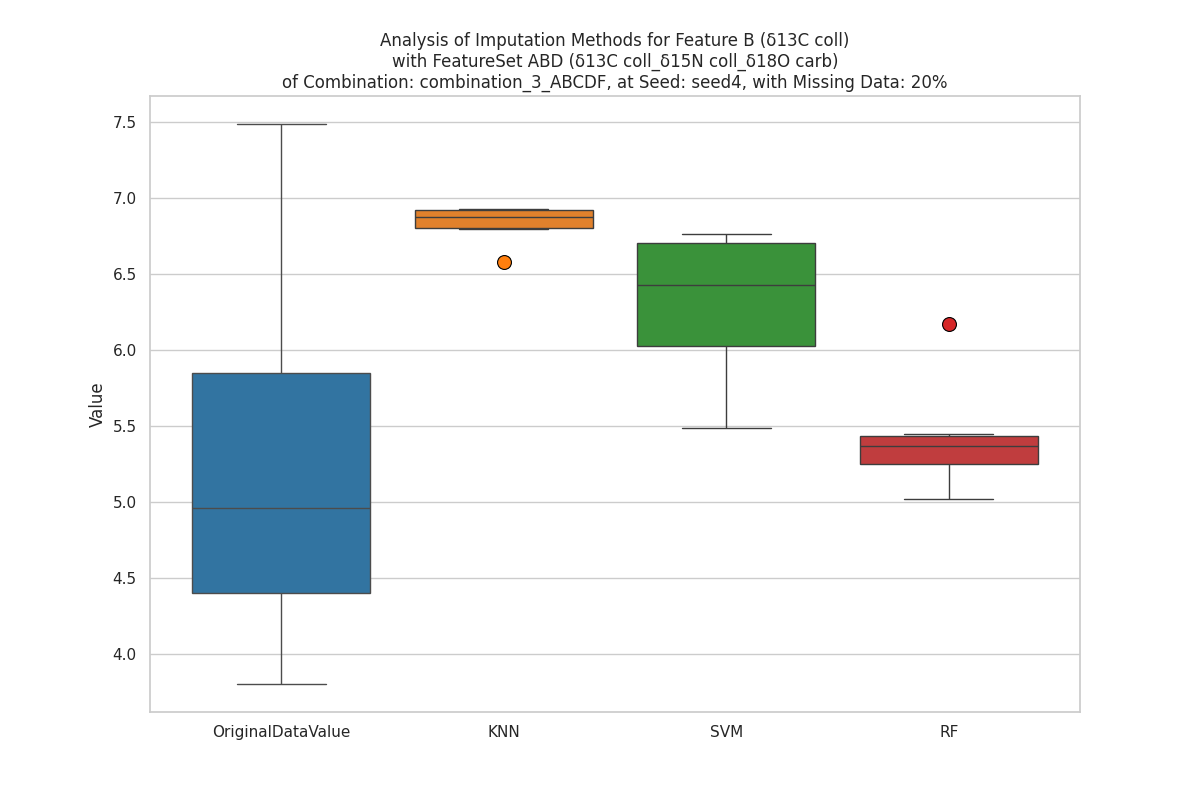 Analysis of Imputation Methods for Feature B (δ13C coll)
with FeatureSet ABD (δ13C coll_δ15N coll_δ18O carb)
of Combination: combination_3_ABCDF, at Seed: seed4, with Missing Data: 20%
7.5
7.0
6.5
6.0
5.5
5.0
4.5
4.0
Value
OriginalDataValue KNN SVM RF